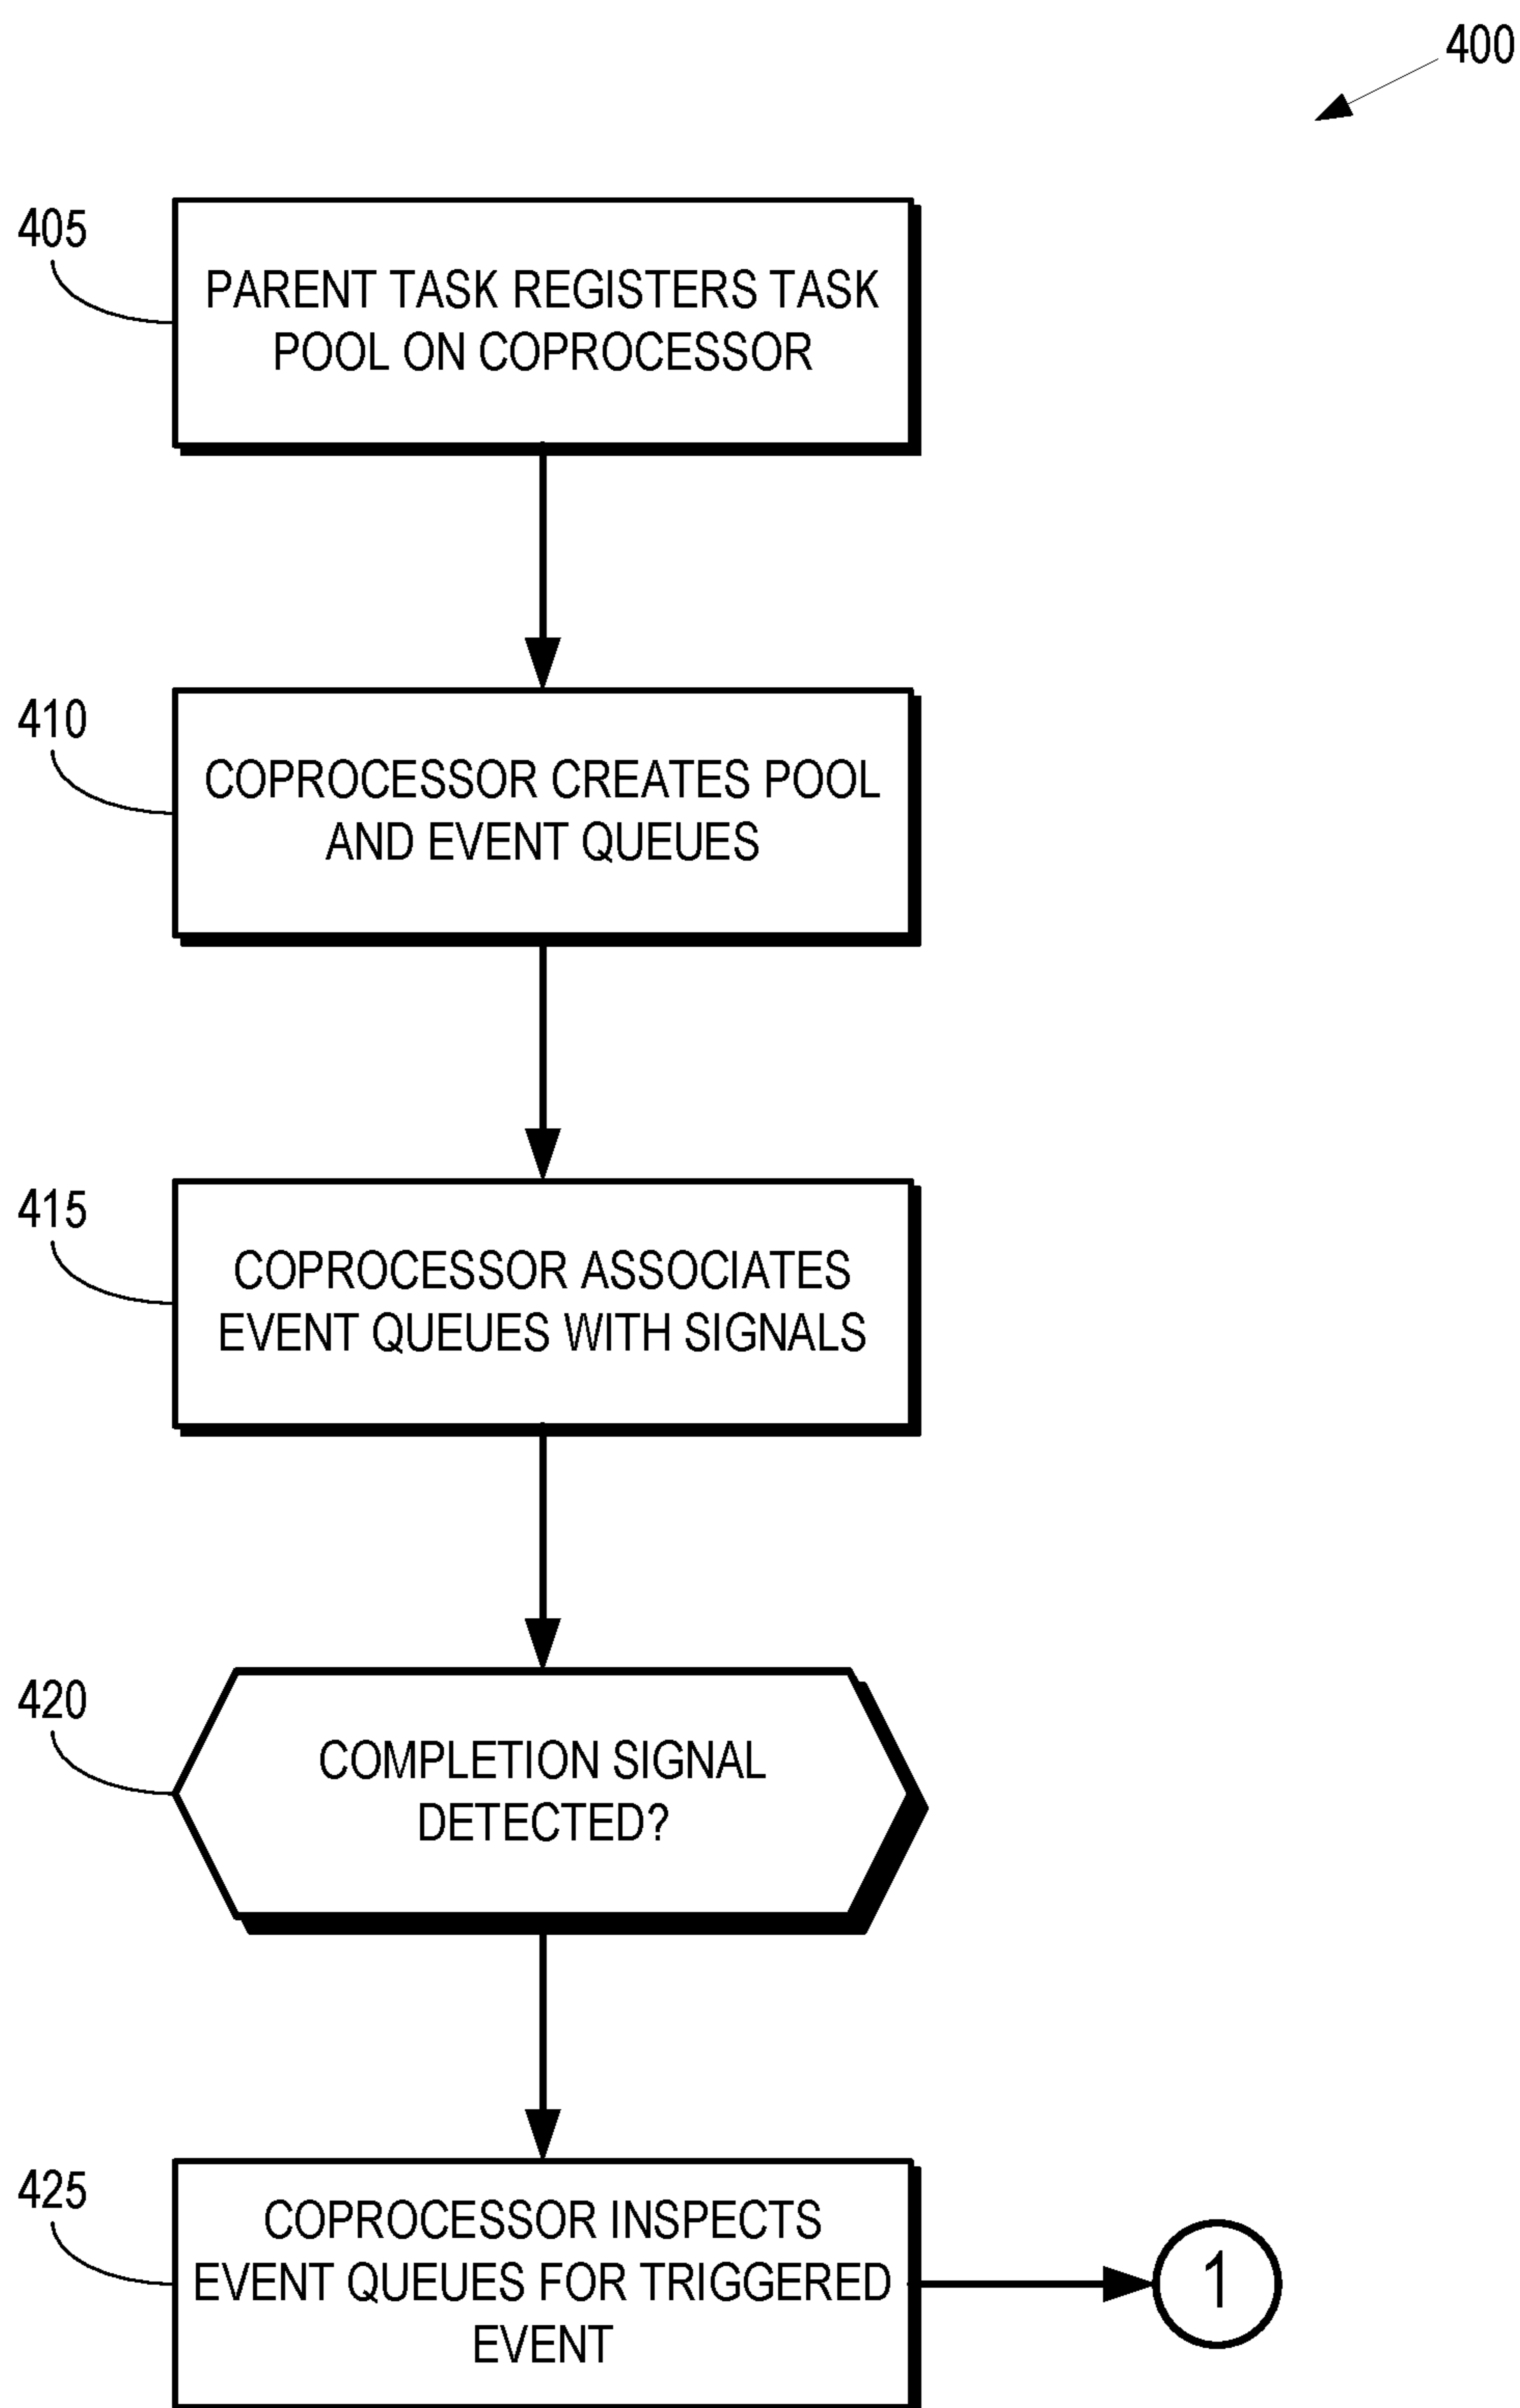 400
405
PARENT TASK REGISTERS TASK
POOL ON COPROCESSOR
410
COPROCESSOR CREATES POOL
AND EVENT QUEUES
415
COPROCESSOR ASSOCIATES
EVENT QUEUES WITH SIGNALS
420
COMPLETION SIGNAL
DETECTED?
425
COPROCESSOR INSPECTS
EVENT QUEUES FOR TRIGGERED
EVENT
1